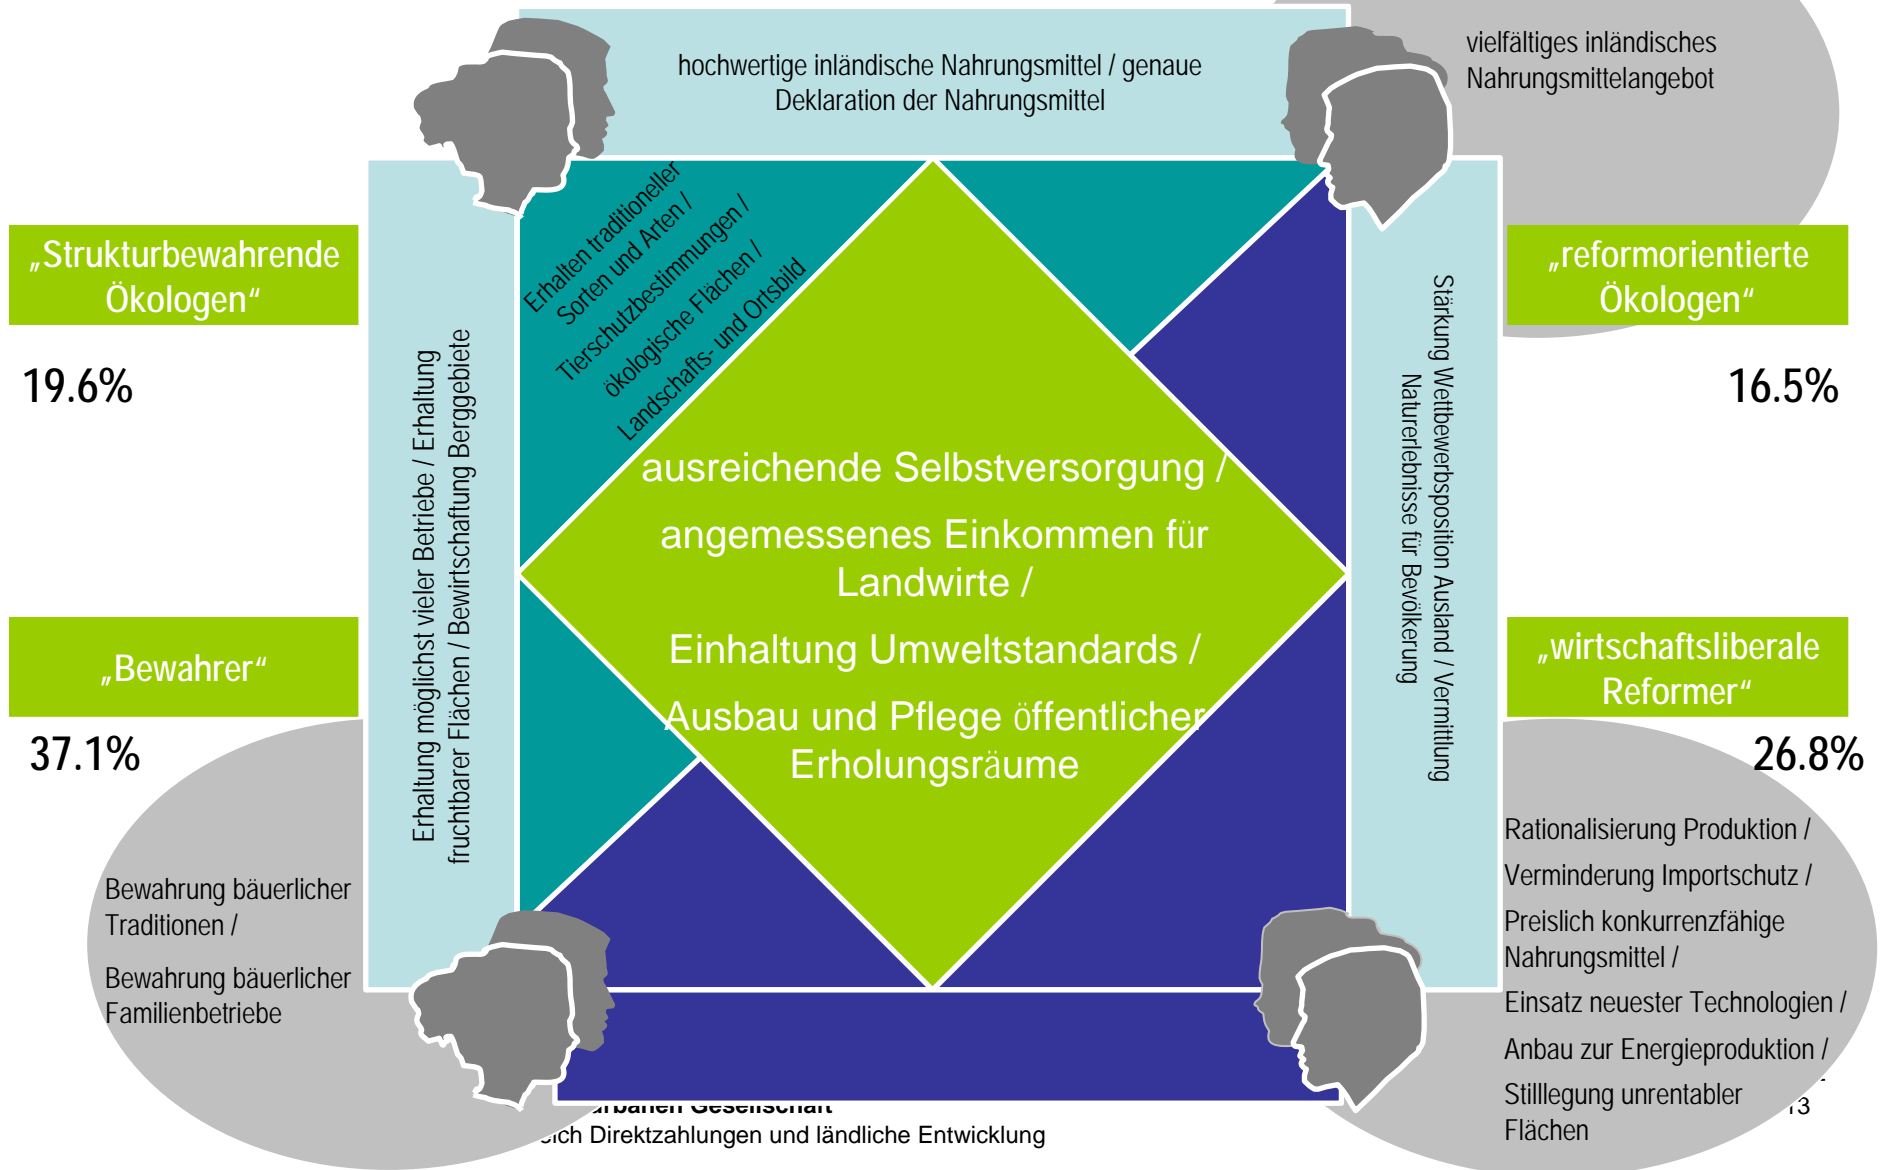 hochwertige inländische Nahrungsmittel / genaue
Deklaration der Nahrungsmittel
vielfältiges inländisches
Nahrungsmittelangebot
„Strukturbewahrende
Ökologen“
19.6%
Erhalten traditioneller
Sorten und Arten /
Tierschutzbestimmungen /
ökologische Flächen /
Landschafts- und Ortsbild
„reformorientierte
Ökologen“
16.5%
Erhaltung möglichst vieler Betriebe / Erhaltung
fruchtbarer Flächen / Bewirtschaftung Berggebiete
ausreichende Selbstversorgung /
angemessenes Einkommen für
Landwirte /
Einhaltung Umweltstandards /
Ausbau und Pflege öffentlicher
Erholungsräume
Stärkung Wettbewerbsposition Ausland / Vermittlung
Naturerlebnisse für Bevölkerung
„Bewahrer“
37.1%
„wirtschaftsliberale
Reformer“
26.8%
Bewahrung bäuerlicher
Traditionen /
Bewahrung bäuerlicher
Familienbetriebe
Rationalisierung Produktion /
Verminderung Importschutz /
Preislich konkurrenzfähige
Nahrungsmittel /
Einsatz neuester Technologien /
Anbau zur Energieproduktion /
Stilllegung unrentabler
Flächen
Gesellschaft
Direktzahlungen und ländliche Entwicklung
13